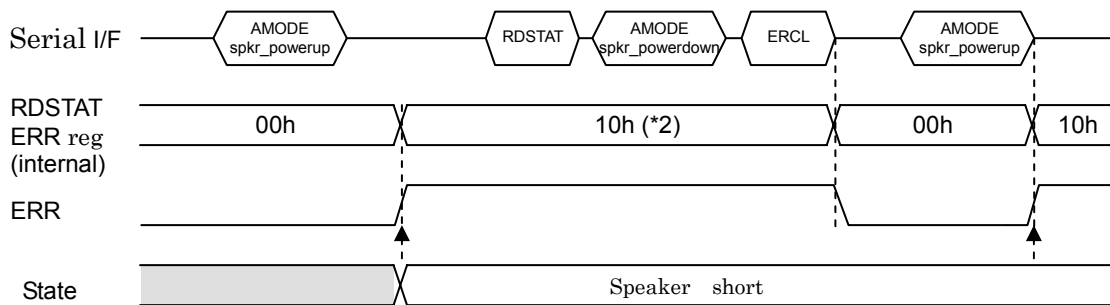 Serial I/F
AMODE
spkr_powerup
RDSTAT
AMODE
spkr_powerdown
ERCL
AMODE
spkr_powerup
RDSTAT
ERR reg
(internal)
00h
10h (*2)
00h
10h
ERR
State
Speaker short